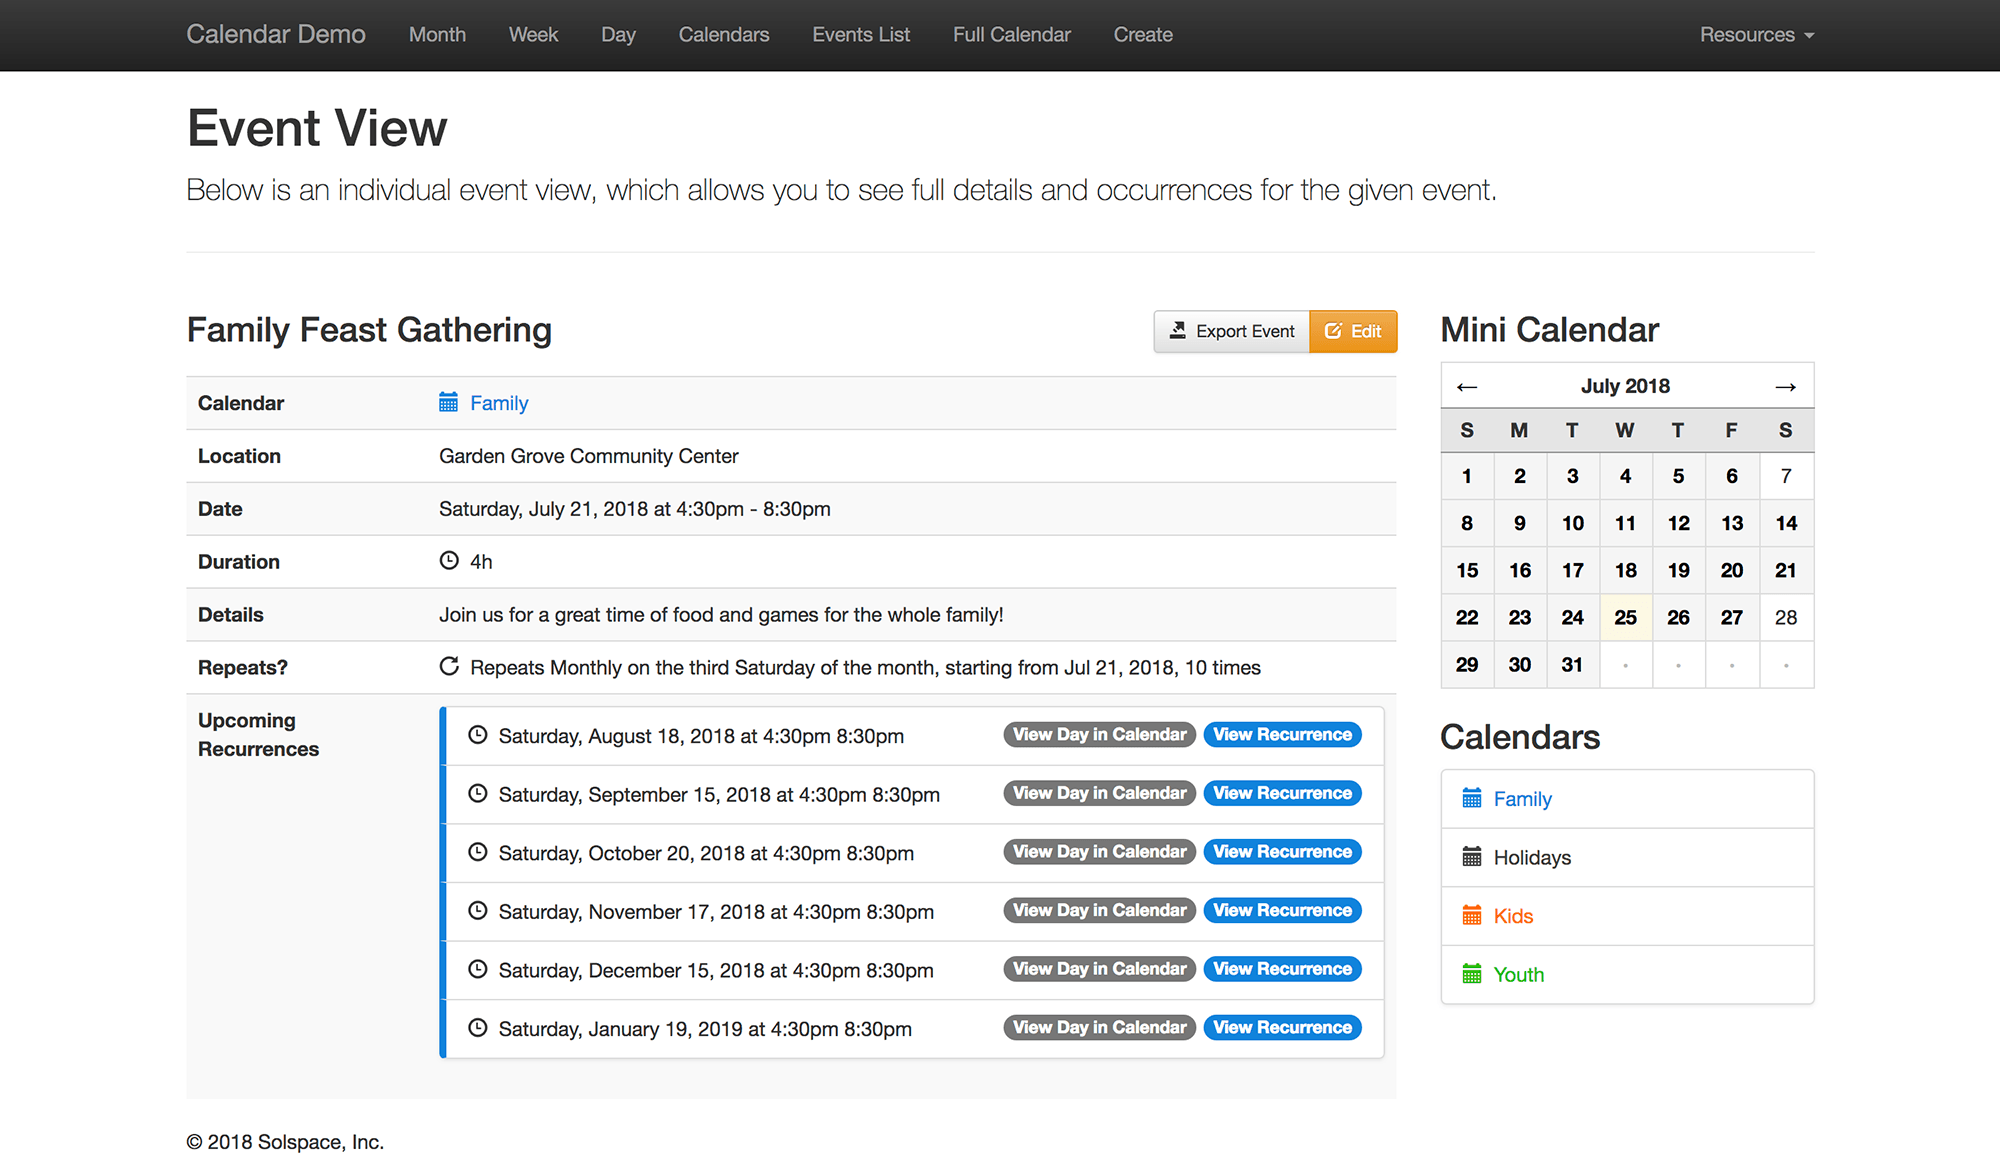 Calendar Demo Month Week Day Calendars Events List Full Calendar Create Resources
Event View
Below is an individual event view, which allows you to see full details and occurrences for the given event.
Family Feast Gathering
Export Event Edit
Calendar Family
Location Garden Grove Community Center
Date Saturday, July 21, 2018 at 4:30pm - 8:30pm
Duration 4h
Details Join us for a great time of food and games for the whole family!
Repeats? Repeats Monthly on the third Saturday of the month, starting from Jul 21, 2018, 10 times
Upcoming
Recurrences
Saturday, August 18, 2018 at 4:30pm 8:30pm View Day in Calendar View Recurrence
Saturday, September 15, 2018 at 4:30pm 8:30pm View Day in Calendar View Recurrence
Saturday, October 20, 2018 at 4:30pm 8:30pm View Day in Calendar View Recurrence
Saturday, November 17, 2018 at 4:30pm 8:30pm View Day in Calendar View Recurrence
Saturday, December 15, 2018 at 4:30pm 8:30pm View Day in Calendar View Recurrence
Saturday, January 19, 2019 at 4:30pm 8:30pm View Day in Calendar View Recurrence
Mini Calendar
← July 2018 →
S M T W T F S
1 2 3 4 5 6 7
8 9 10 11 12 13 14
15 16 17 18 19 20 21
22 23 24 25 26 27 28
29 30 31 · · · ·
Calendars
Family
Holidays
Kids
Youth
© 2018 Solspace, Inc.